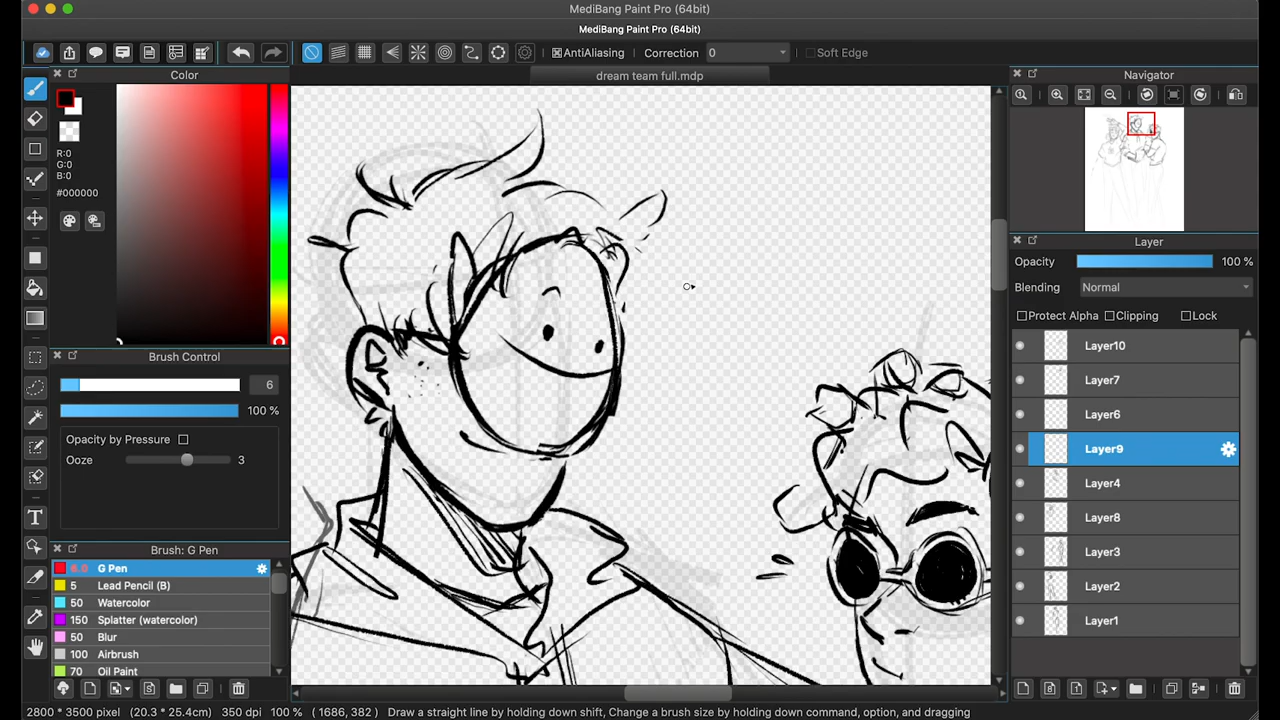 MediBang Paint Pro (64bit)
MediBang Paint Pro (64bit)
AntiAliasing Correction 0 Soft Edge
Color
dream team full.mdp
Navigator
R:0
G:0
B:0
#000000
Layer
Opacity 100 %
Blending Normal
Protect Alpha Clipping Lock
Layer10
Layer7
Layer6
Layer9
Layer4
Layer8
Layer3
Layer2
Layer1
Brush Control
6
100 %
Opacity by Pressure
Ooze 3
T
Brush: G Pen
6.0 G Pen
5 Lead Pencil (B)
50 Watercolor
150 Splatter (watercolor)
50 Blur
100 Airbrush
70 Oil Paint
2800 * 3500 pixel (20.3 * 25.4cm) 350 dpi 100 % (1686, 382) Draw a straight line by holding down shift, Change a brush size by holding down command, option, and dragging